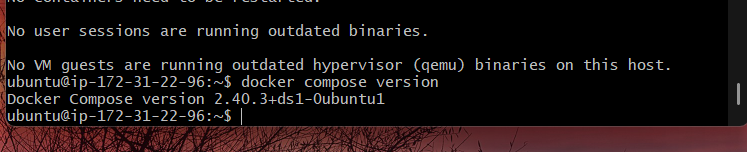 No containers need to be restarted.
No user sessions are running outdated binaries.
No VM guests are running outdated hypervisor (qemu) binaries on this host.
ubuntu@ip-172-31-22-96:~$ docker compose version
Docker Compose version 2.40.3+ds1-0ubuntu1
ubuntu@ip-172-31-22-96:~$